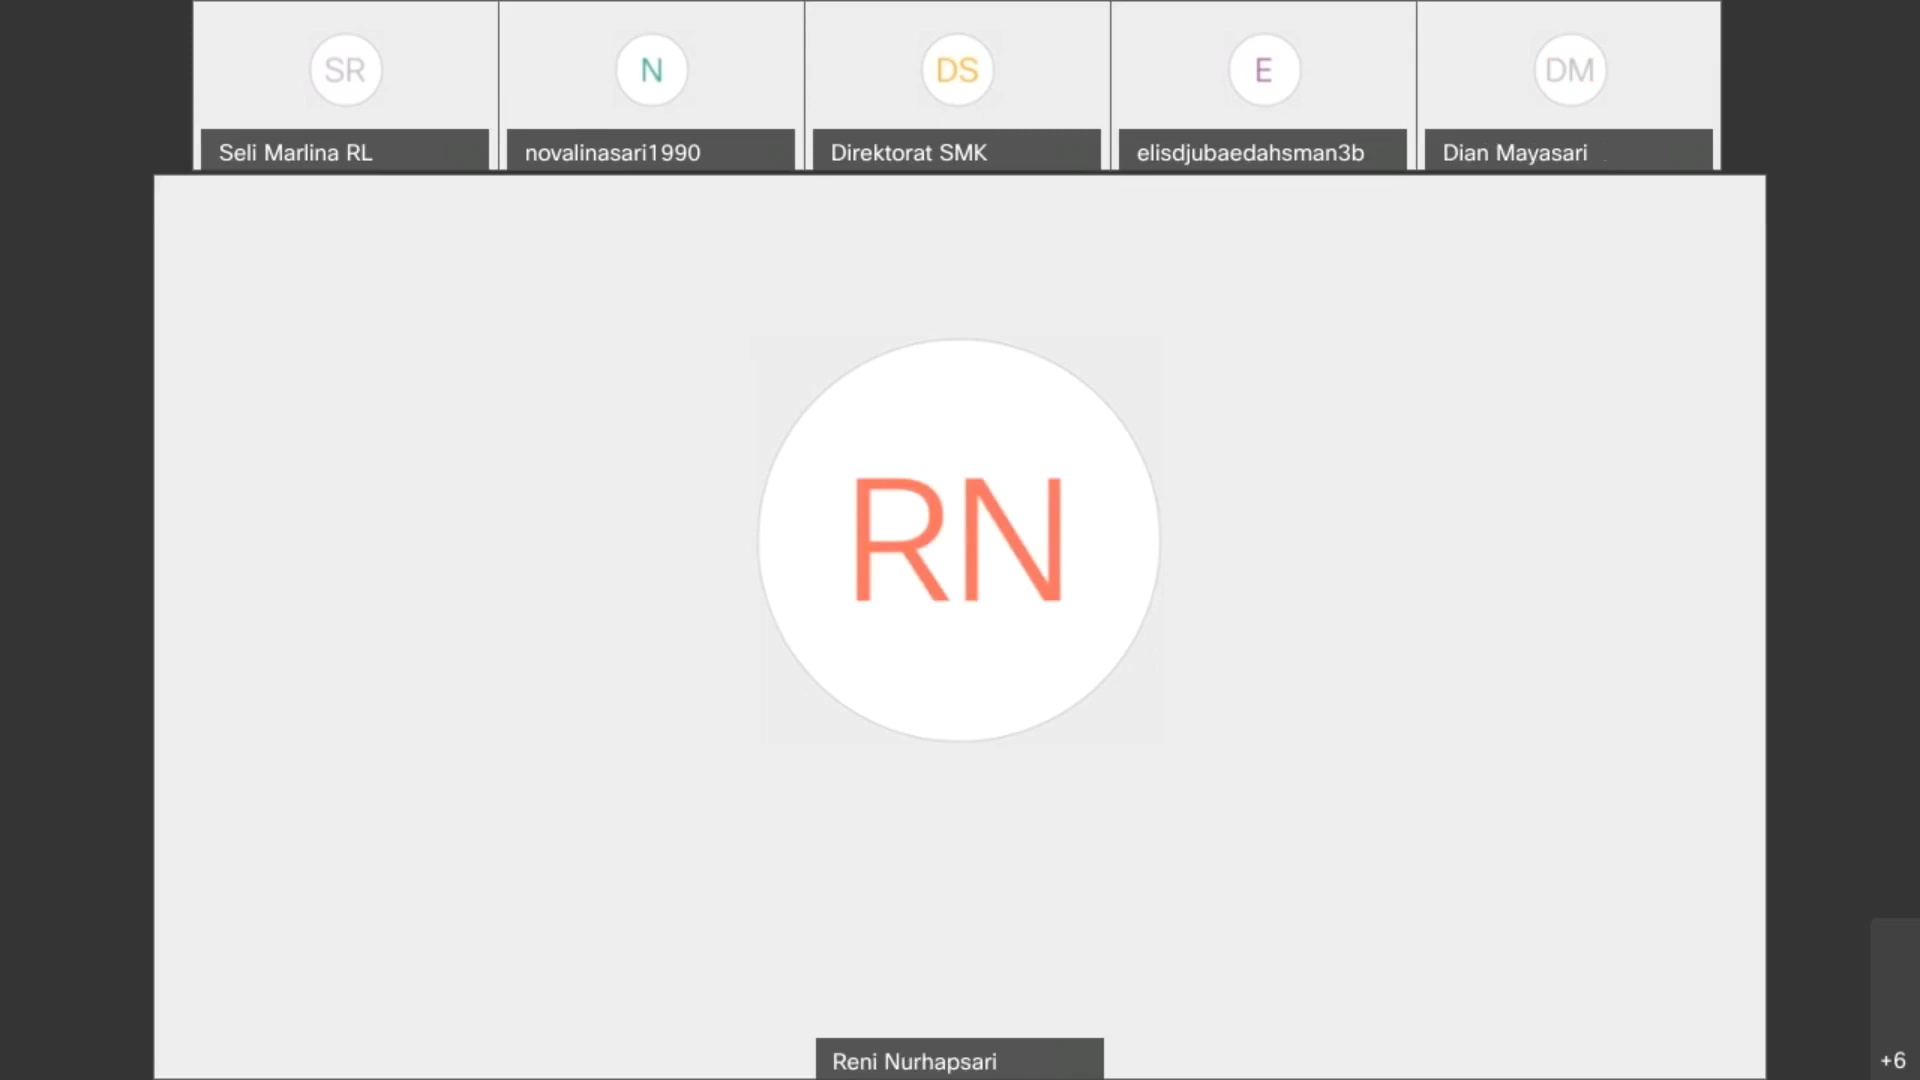 SR
N
DS
E
DM
Seli Marlina RL
novalinasari1990
Direktorat SMK
elisdjubaedahsman3b
Dian Mayasari
RN
Reni Nurhapsari
+6